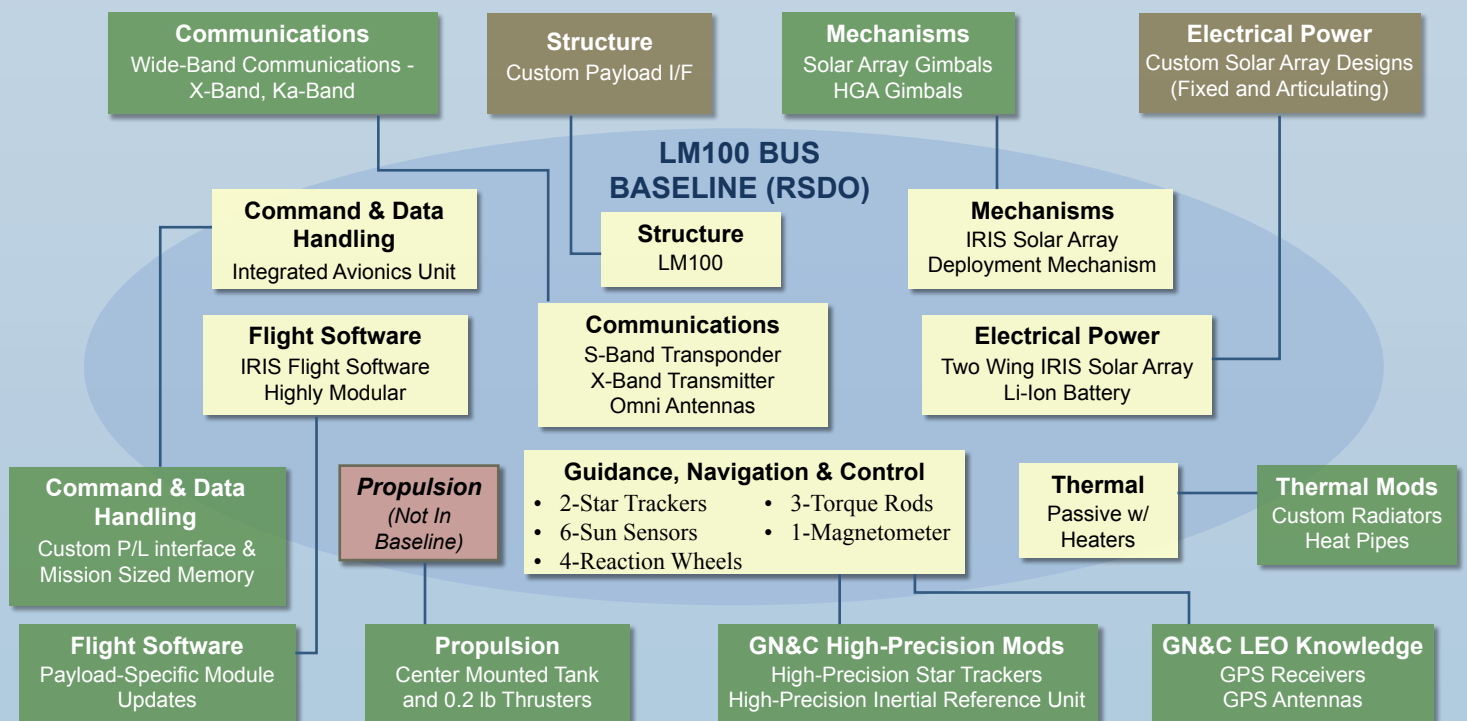 Communications
Wide-Band Communications -
X-Band, Ka-Band
Structure
Custom Payload I/F
Mechanisms
Solar Array Gimbals
HGA Gimbals
Electrical Power
Custom Solar Array Designs
(Fixed and Articulating)
LM100 BUS
BASELINE (RSDO)
Command & Data
Handling
Integrated Avionics Unit
Structure
LM100
Mechanisms
IRIS Solar Array
Deployment Mechanism
Flight Software
IRIS Flight Software
Highly Modular
Communications
S-Band Transponder
X-Band Transmitter
Omni Antennas
Electrical Power
Two Wing IRIS Solar Array
Li-Ion Battery
Command & Data
Handling
Custom P/L interface &
Mission Sized Memory
Propulsion
(Not In
Baseline)
Guidance, Navigation & Control
• 2-Star Trackers
• 6-Sun Sensors
• 4-Reaction Wheels
• 3-Torque Rods
• 1-Magnetometer
Thermal
Passive w/
Heaters
Thermal Mods
Custom Radiators
Heat Pipes
Flight Software
Payload-Specific Module
Updates
Propulsion
Center Mounted Tank
and 0.2 lb Thrusters
GN&C High-Precision Mods
High-Precision Star Trackers
High-Precision Inertial Reference Unit
GN&C LEO Knowledge
GPS Receivers
GPS Antennas